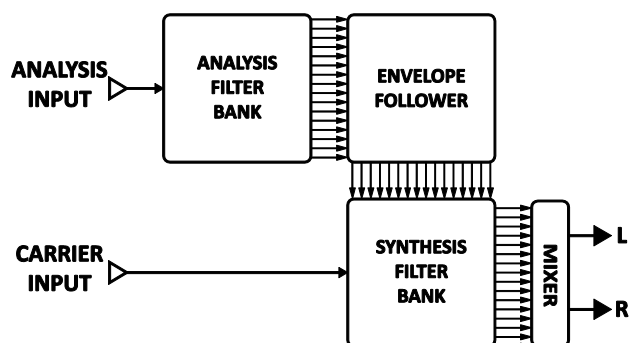 ANALYSIS
INPUT
ANALYSIS
FILTER
BANK
ENVELOPE
FOLLOWER
CARRIER
INPUT
SYNTHESIS
FILTER
BANK
MIXER
L
R